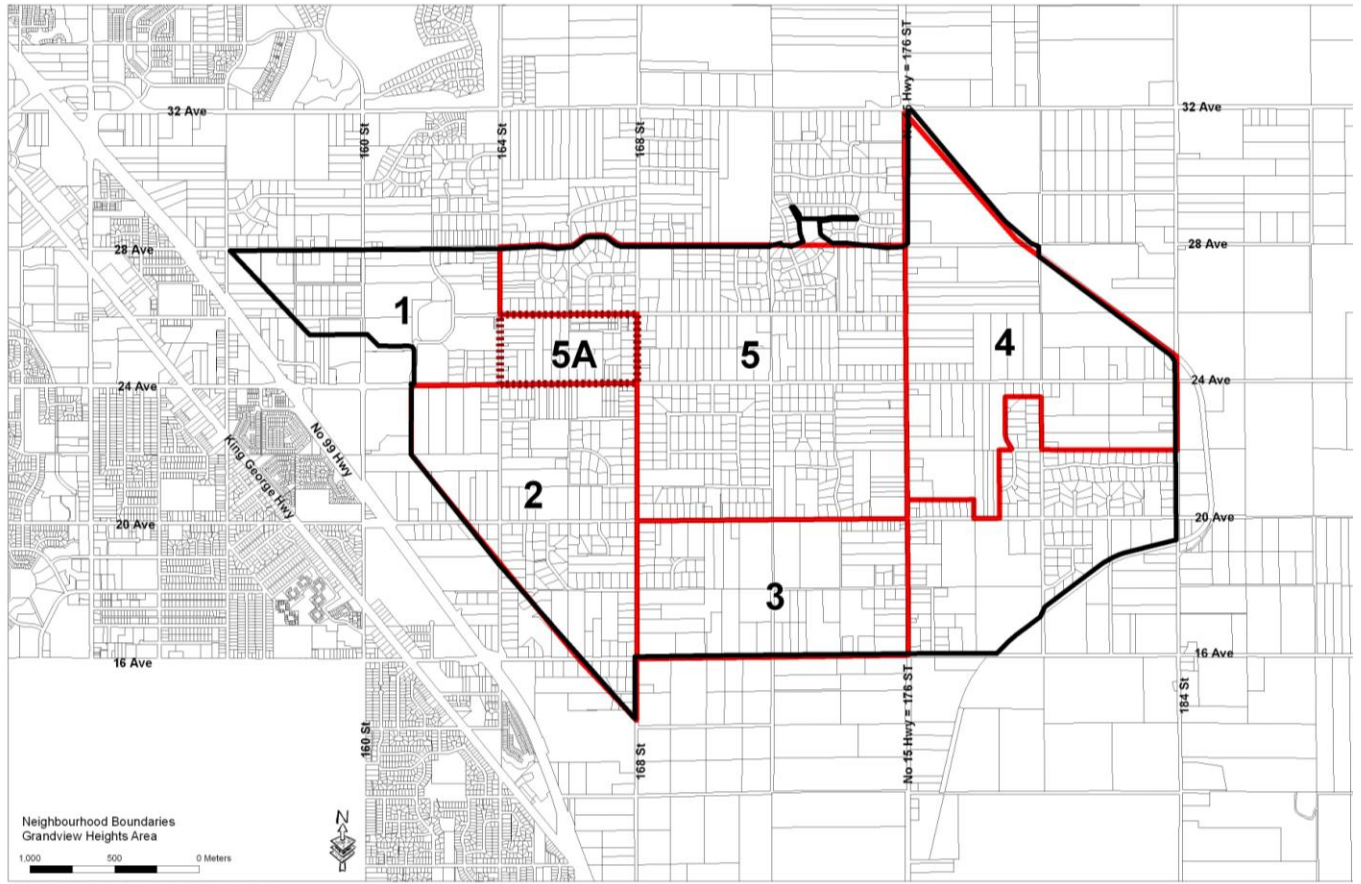 No 15 Hwy = 176 ST
32 Ave
32 Ave
160 St
164 St
168 St
28 Ave
28 Ave
1
5A
5
4
24 Ave
24 Ave
No 99 Hwy
King George Hwy
2
20 Ave
20 Ave
3
16 Ave
16 Ave
160 St
168 St
No 15 Hwy = 176 ST
184 St
Neighbourhood Boundaries
Grandview Heights Area
N
1,000 500 0 Meters